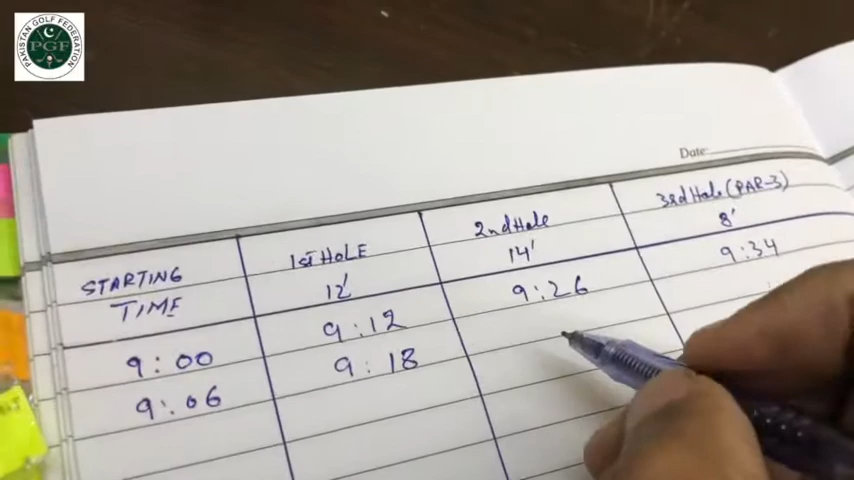 PAKISTAN GOLF FEDERATION
PGF
Date:
STARTING TIME
1st HOLE
12'
2nd Hole
14'
3rd Hole (PAR-3)
8'
9:00
9:12
9:26
9:34
9:06
9:18